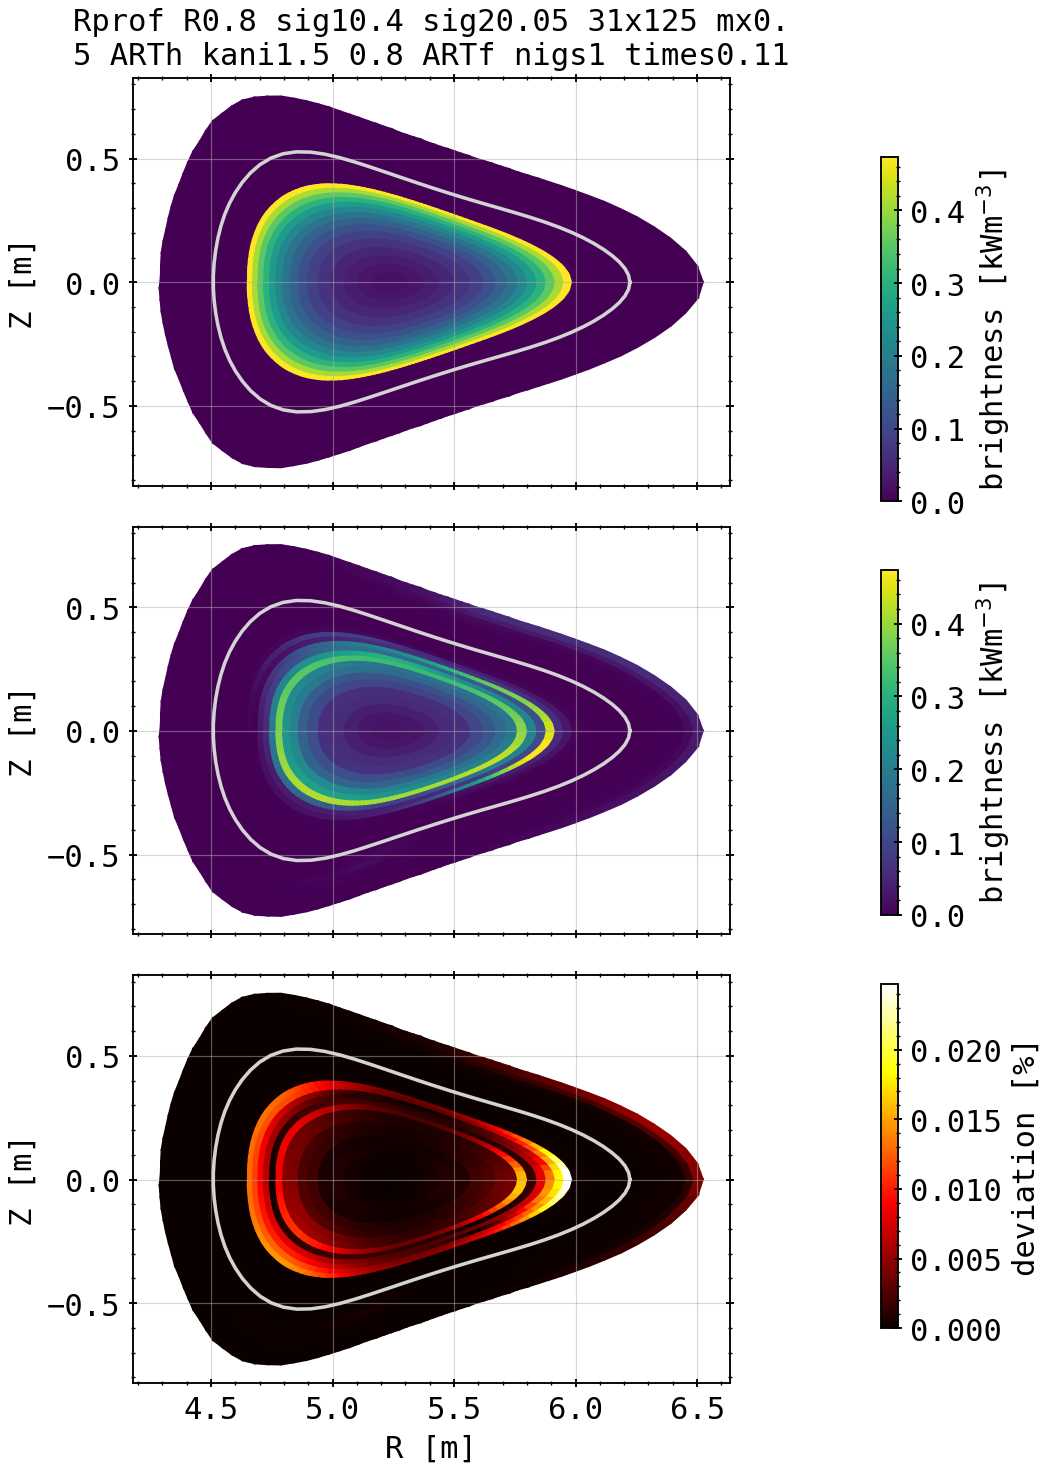 Rprof R0.8 sig10.4 sig20.05 31x125 mx0.
5 ARTh kani1.5 0.8 ARTf nigs1 times0.11
0.5
0.0
−0.5
Z [m]
0.4
0.3
0.2
0.1
0.0
brightness [kWm⁻³]
0.5
0.0
−0.5
Z [m]
0.4
0.3
0.2
0.1
0.0
brightness [kWm⁻³]
0.5
0.0
−0.5
Z [m]
0.020
0.015
0.010
0.005
0.000
deviation [%]
4.5 5.0 5.5 6.0 6.5
R [m]